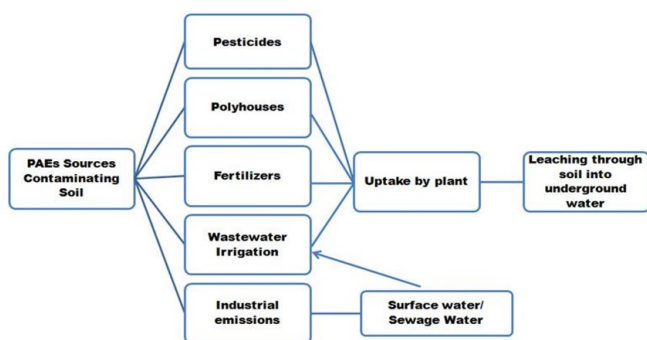 Pesticides
Polyhouses
PAEs Sources
Contaminating
Soil
Fertilizers
Uptake by plant
Leaching through
soil into
underground
water
Wastewater
Irrigation
Industrial
emissions
Surface water/
Sewage Water